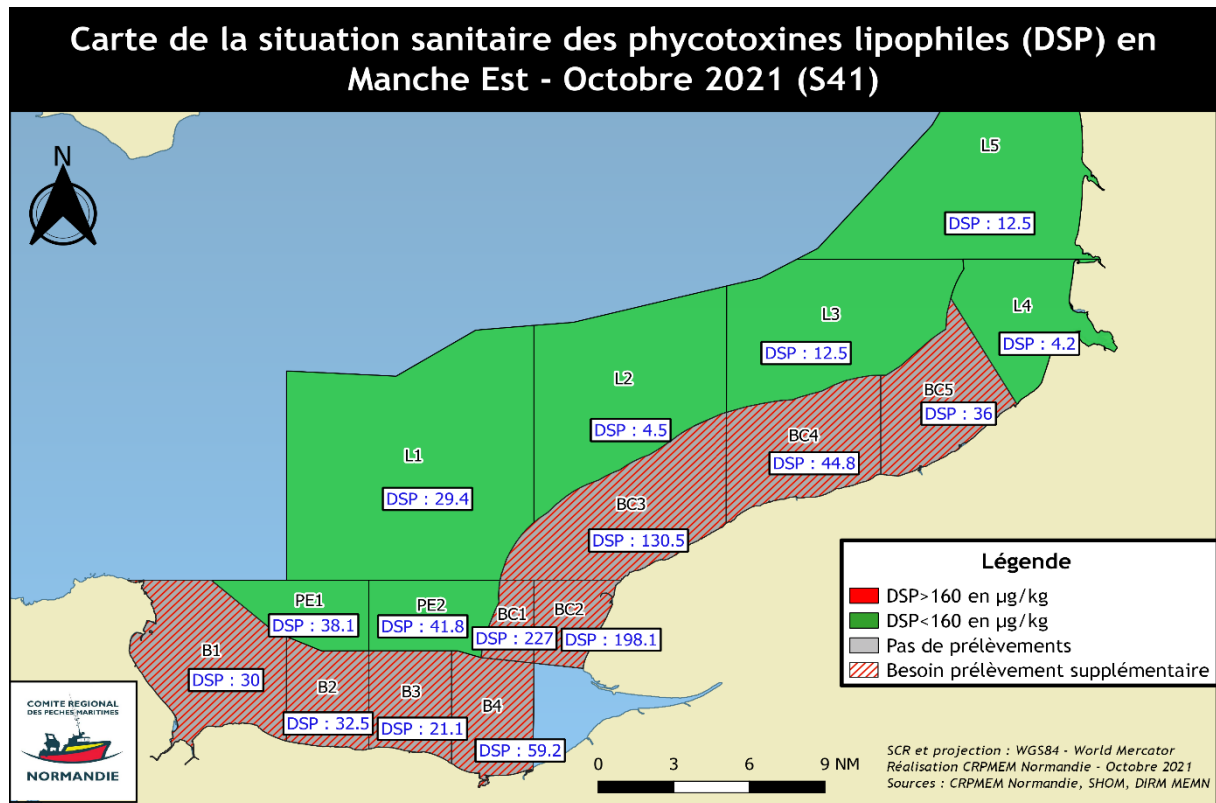 Carte de la situation sanitaire des phycotoxines lipophiles (DSP) en
Manche Est - Octobre 2021 (S41)
N
L5
DSP : 12.5
L4
DSP : 4.2
L3
DSP : 12.5
L2
DSP : 4.5
BC5
DSP : 36
BC4
DSP : 44.8
L1
DSP : 29.4
BC3
DSP : 130.5
PE1
DSP : 38.1
PE2
DSP : 41.8
BC1
DSP : 227
BC2
DSP : 198.1
B1
DSP : 30
B2
DSP : 32.5
B3
DSP : 21.1
B4
DSP : 59.2
Légende
DSP>160 en µg/kg
DSP<160 en µg/kg
Pas de prélèvements
Besoin prélèvement supplémentaire
COMITE REGIONAL
DES PECHES MARITIMES
NORMANDIE
0 3 6 9 NM
SCR et projection : WGS84 - World Mercator
Réalisation CRPMEM Normandie - Octobre 2021
Sources : CRPMEM Normandie, SHOM, DIRM MEMN